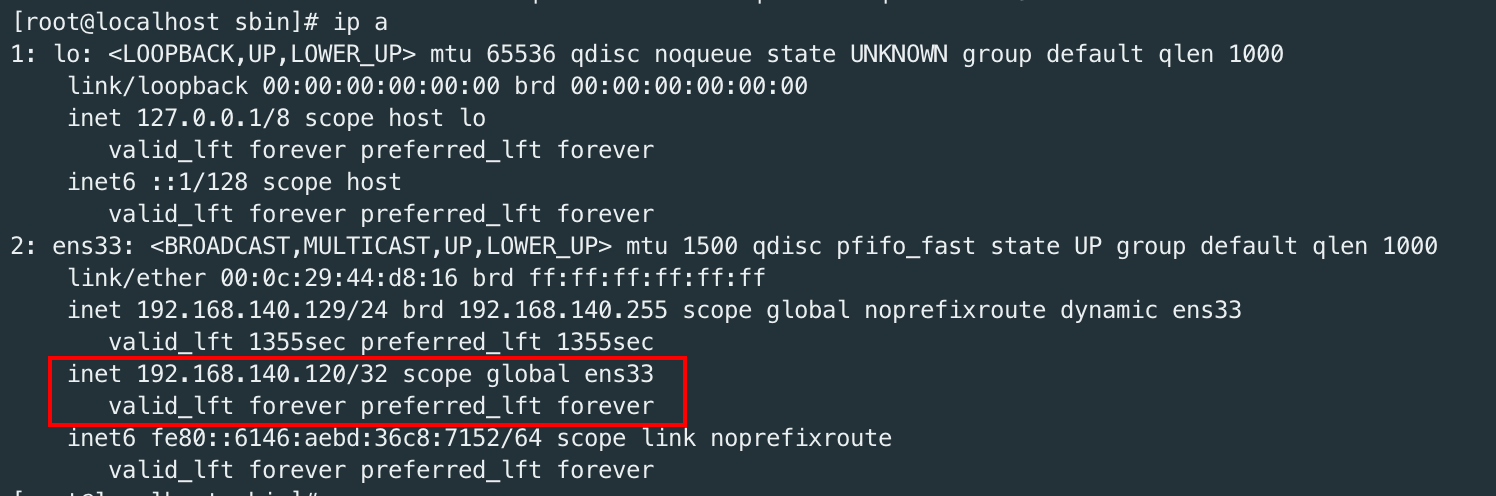 [root@localhost sbin]# ip a
1: lo: <LOOPBACK,UP,LOWER_UP> mtu 65536 qdisc noqueue state UNKNOWN group default qlen 1000
link/loopback 00:00:00:00:00:00 brd 00:00:00:00:00:00
inet 127.0.0.1/8 scope host lo
valid_lft forever preferred_lft forever
inet6 ::1/128 scope host
valid_lft forever preferred_lft forever
2: ens33: <BROADCAST,MULTICAST,UP,LOWER_UP> mtu 1500 qdisc pfifo_fast state UP group default qlen 1000
link/ether 00:0c:29:44:d8:16 brd ff:ff:ff:ff:ff:ff
inet 192.168.140.129/24 brd 192.168.140.255 scope global noprefixroute dynamic ens33
valid_lft 1355sec preferred_lft 1355sec
inet 192.168.140.120/32 scope global ens33
valid_lft forever preferred_lft forever
inet6 fe80::6146:aebd:36c8:7152/64 scope link noprefixroute
valid_lft forever preferred_lft forever